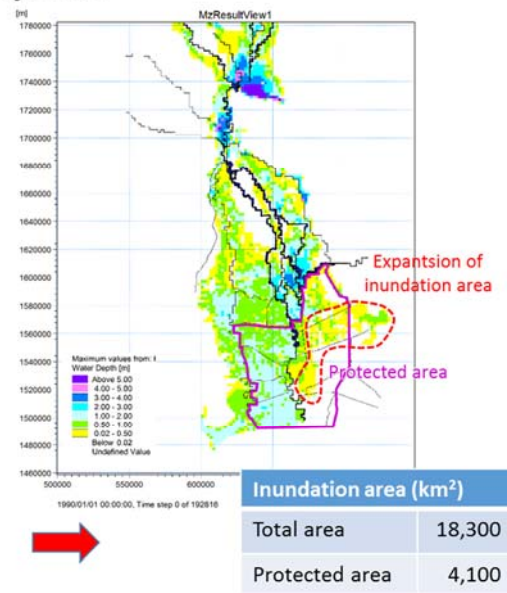 [m]
MzResultView1
1780000
1760000
1740000
1720000
1700000
1680000
1660000
1640000
1620000
1600000
1580000
1560000
1540000
1520000
1500000
1480000
1460000
500000
550000
600000
Expantsion of
inundation area
Protected area
Maximum values from: I
Water Depth [m]
Above 5.00
4.00 - 5.00
3.00 - 4.00
2.00 - 3.00
1.00 - 2.00
0.50 - 1.00
0.02 - 0.50
Below 0.02
Undefined Value
1990/01/01 00:00:00, Time step 0 of 192816
Inundation area (km²)
Total area 18,300
Protected area 4,100